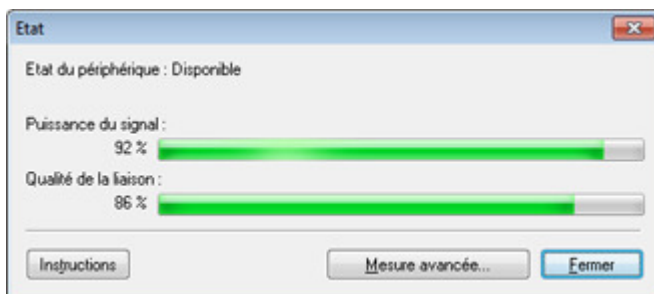 Etat
Etat du périphérique : Disponible
Puissance du signal :
92 %
Qualité de la liaison :
86 %
Instructions
Mesure avancée...
Fermer